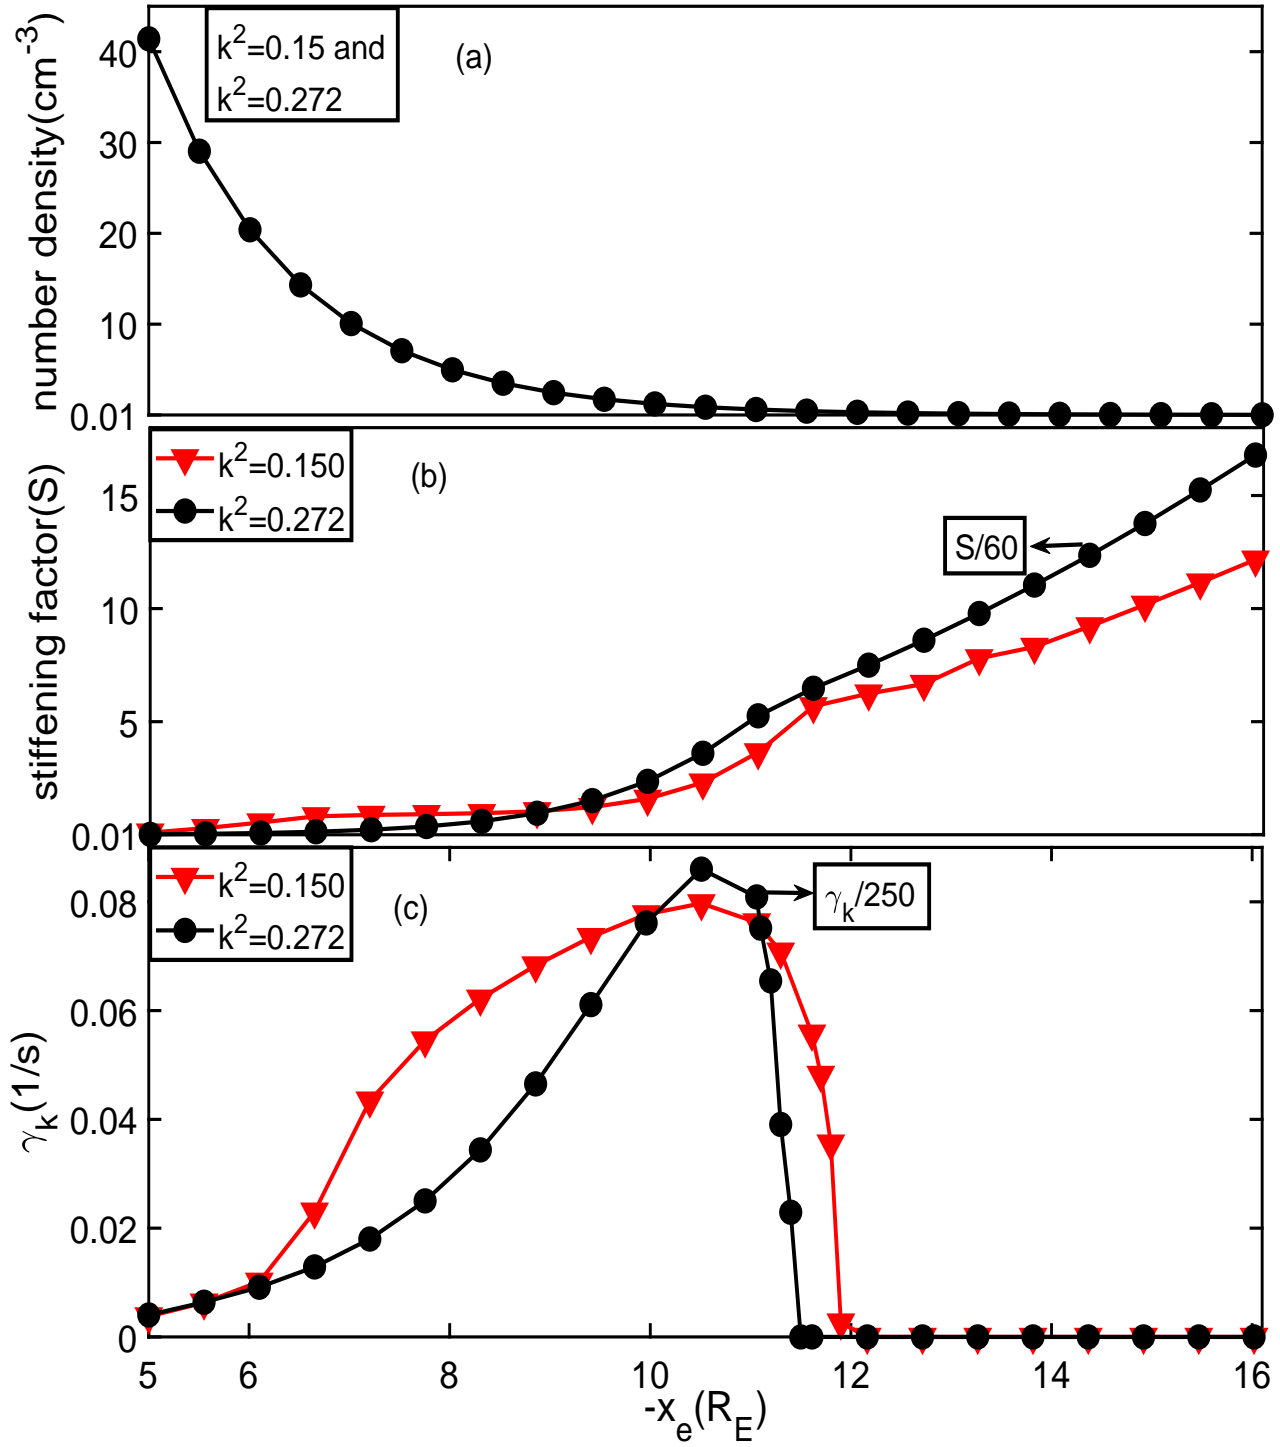 number density(cm⁻³)
40
30
20
10
0.01
k²=0.15 and
k²=0.272
(a)
stiffening factor(S)
15
10
5
0.01
k²=0.150
k²=0.272
(b)
S/60
γₖ(1/s)
0.08
0.06
0.04
0.02
0
k²=0.150
k²=0.272
(c)
γₖ/250
5 6 8 10 12 14 16
-xₑ(R_E)